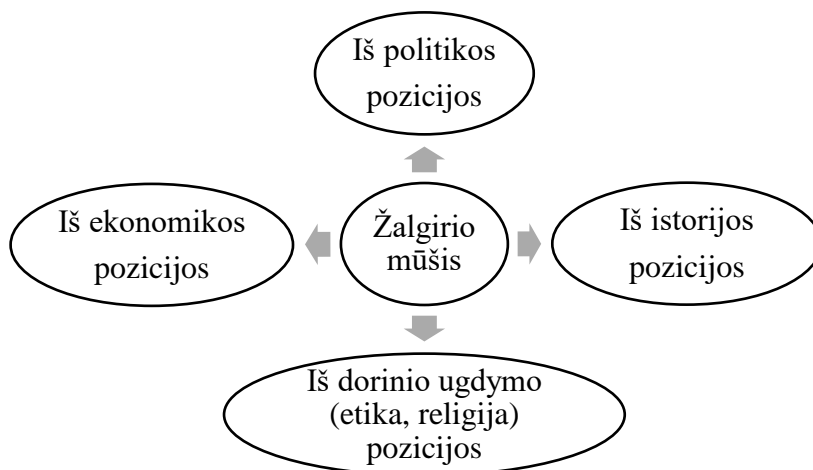 Iš politikos
pozicijos
Iš ekonomikos
pozicijos
Žalgirio
mūšis
Iš istorijos
pozicijos
Iš dorinio ugdymo
(etika, religija)
pozicijos